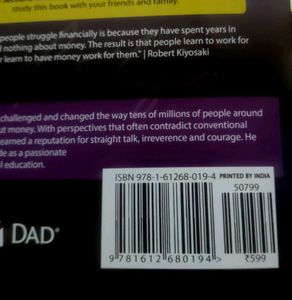 study this book with your friends and family.
people struggle financially is because they have spent years in
nothing about money. The result is that people learn to work for
learn to have money work for them." | Robert Kiyosaki
challenged and changed the way tens of millions of people around
ut money. With perspectives that often contradict conventional
earned a reputation for straight talk, irreverence and courage. He
de as a passionate
l education.
ISBN 978-1-61268-019-4 PRINTED BY INDIA
50799
DAD®
9 781612 680194 >
₹599